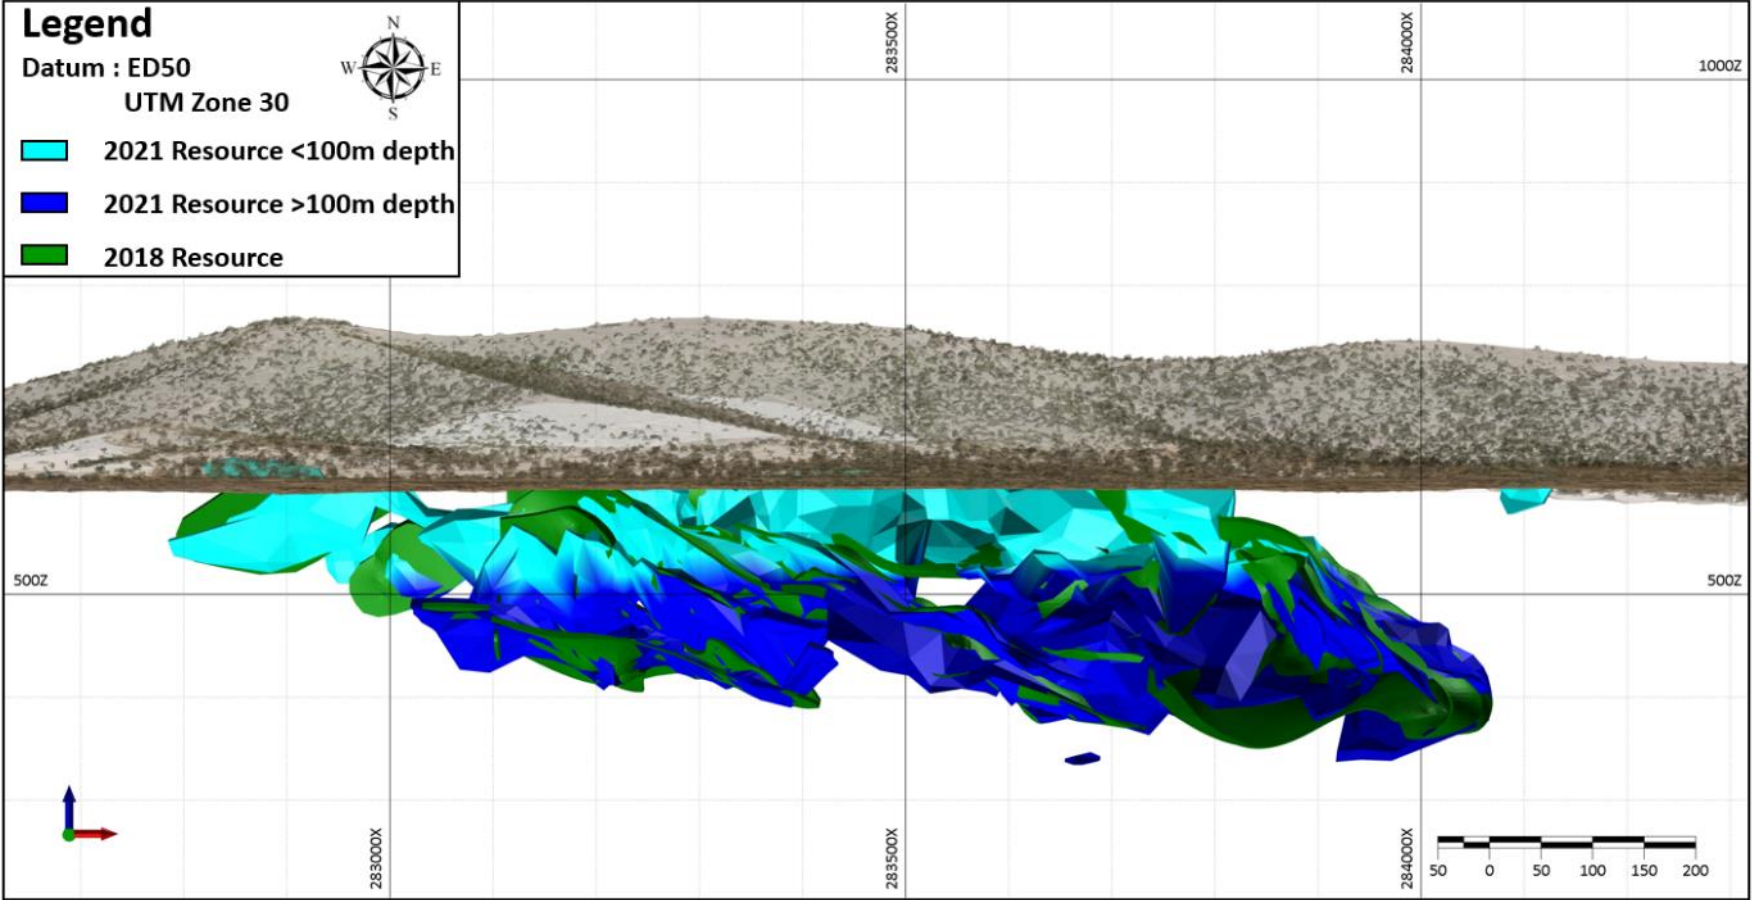 Legend
Datum : ED50
UTM Zone 30
N
W E
S
2021 Resource <100m depth
2021 Resource >100m depth
2018 Resource
283500X
284000X
1000Z
500Z
500Z
283000X
283500X
284000X
50 0 50 100 150 200